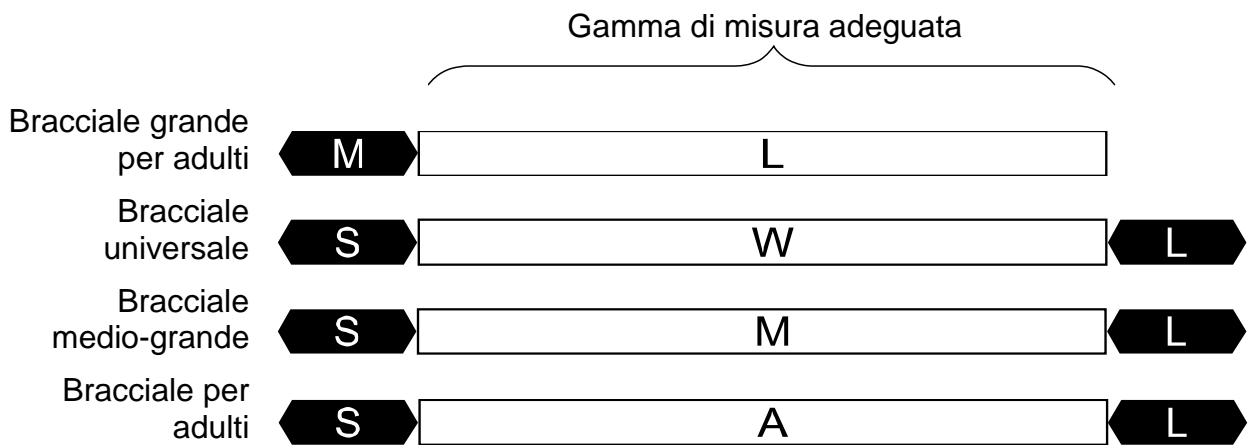 Gamma di misura adeguata
Bracciale grande
per adulti
M L
Bracciale
universale
S W L
Bracciale
medio-grande
S M L
Bracciale per
adulti
S A L